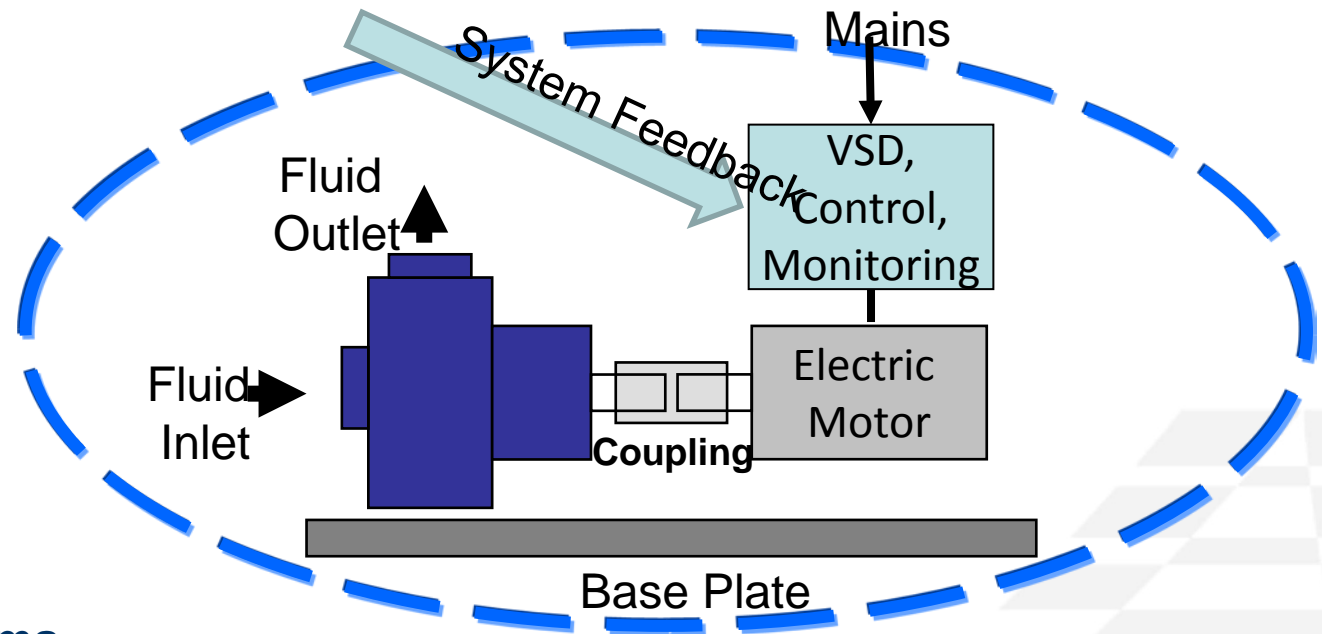 Mains
System Feedback
VSD,
Control,
Monitoring
Fluid
Outlet
Fluid
Inlet
Electric
Motor
Coupling
Base Plate